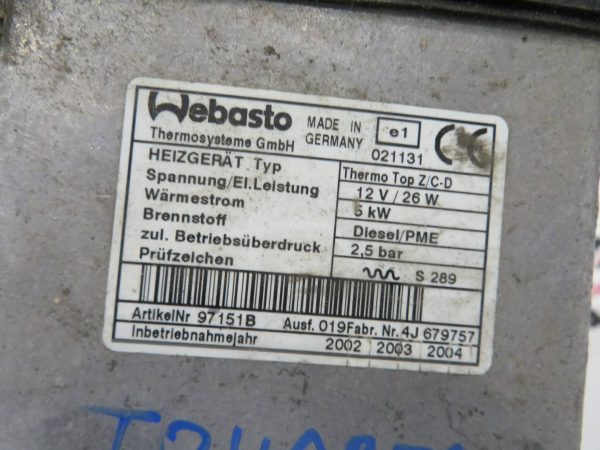 Webasto
Thermosysteme GmbH
MADE IN
GERMANY
e1
021131
CE
HEIZGERÄT Typ Thermo Top Z/C-D
Spannung/El.Leistung 12 V / 26 W
Wärmestrom 5 kW
Brennstoff Diesel/PME
zul. Betriebsüberdruck 2,5 bar
Prüfzeichen S 289
ArtikelNr 97151B Ausf. 019 Fabr. Nr. 4J 679757
Inbetriebnahmejahr 2002 2003 2004